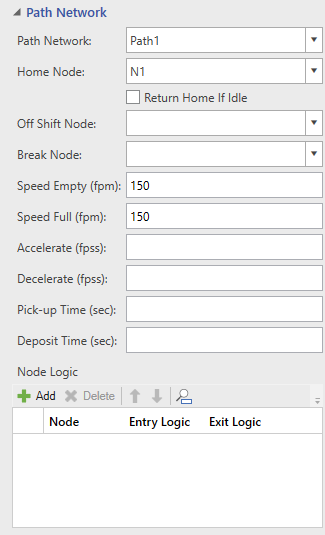 Path Network
Path Network: Path1
Home Node: N1
Return Home If Idle
Off Shift Node:
Break Node:
Speed Empty (fpm): 150
Speed Full (fpm): 150
Accelerate (fpss):
Decelerate (fpss):
Pick-up Time (sec):
Deposit Time (sec):
Node Logic
Add Delete
Node Entry Logic Exit Logic